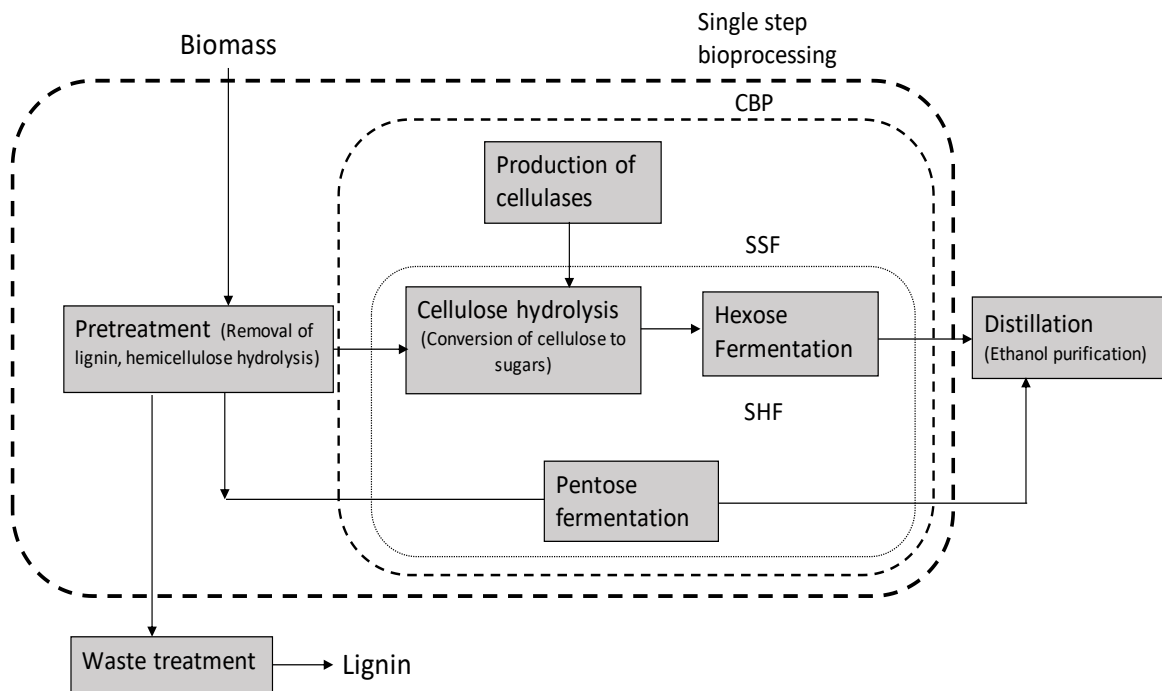 Single step
bioprocessing
Biomass
CBP
Production of
cellulases
SSF
Pretreatment (Removal of
lignin, hemicellulose hydrolysis)
Cellulose hydrolysis
(Conversion of cellulose to
sugars)
Hexose
Fermentation
Distillation
(Ethanol purification)
SHF
Pentose
fermentation
Waste treatment
Lignin